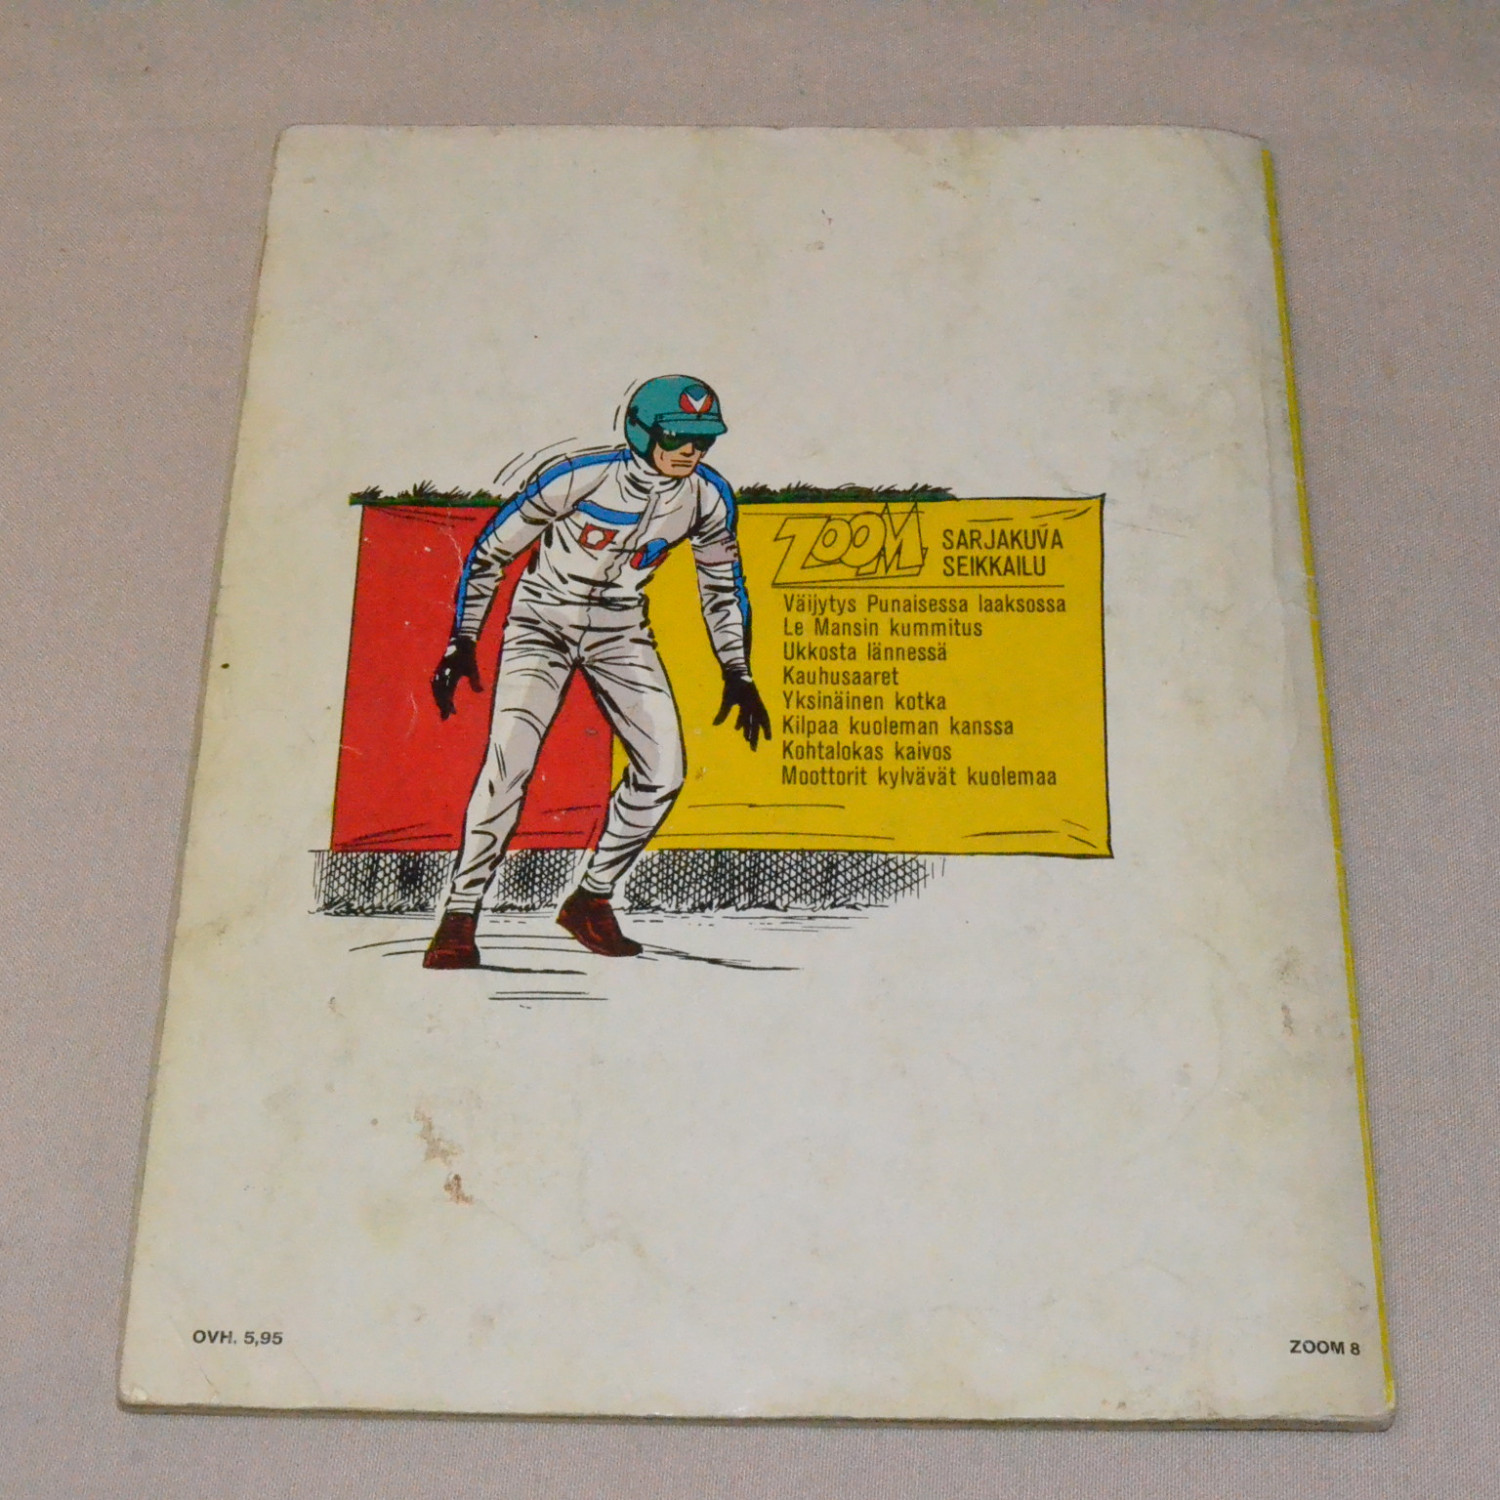 ZOOM SARJAKUVA
SEIKKAILU
Väijytys Punaisessa laaksossa
Le Mansin kummitus
Ukkosta lännessä
Kauhusaaret
Yksinäinen kotka
Kilpaa kuoleman kanssa
Kohtalokas kaivos
Moottorit kylvävät kuolemaa
OVH. 5,95
ZOOM 8